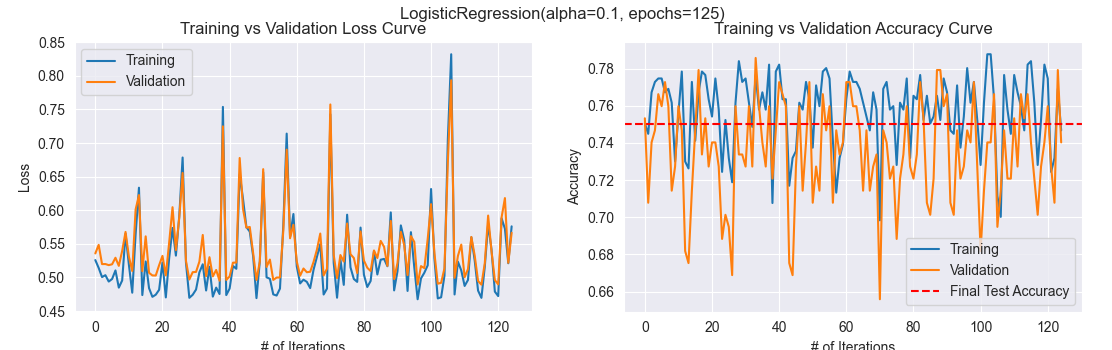 LogisticRegression(alpha=0.1, epochs=125)
Training vs Validation Loss Curve
0.85
0.80
0.75
0.70
0.65
0.60
0.55
0.50
0.45
Loss
Training
Validation
0 20 40 60 80 100 120
# of Iterations
Training vs Validation Accuracy Curve
0.78
0.76
0.74
0.72
0.70
0.68
0.66
Accuracy
Training
Validation
Final Test Accuracy
0 20 40 60 80 100 120
# of Iterations